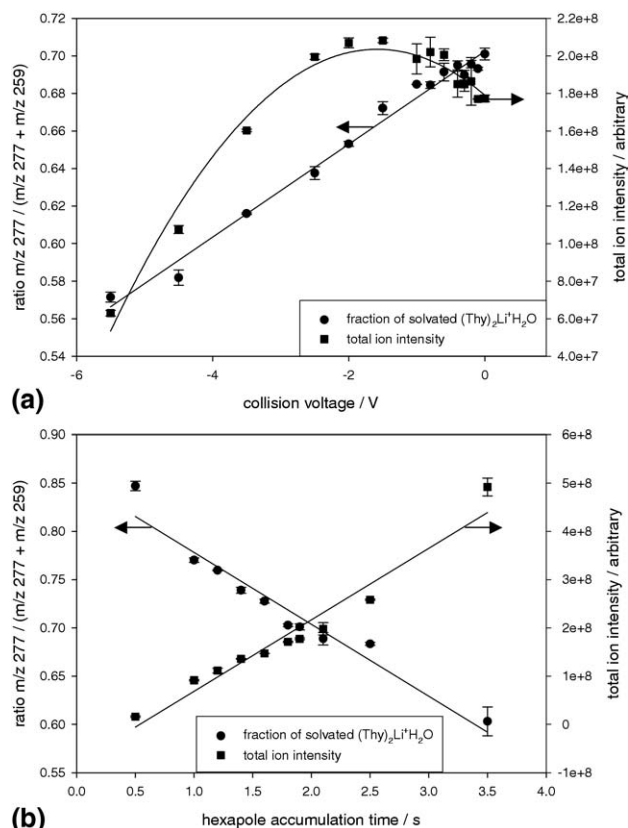 0.72
0.70
0.68
0.66
0.64
0.62
0.60
0.58
0.56
0.54
ratio m/z 277 / (m/z 277 + m/z 259)
2.2e+8
2.0e+8
1.8e+8
1.6e+8
1.4e+8
1.2e+8
1.0e+8
8.0e+7
6.0e+7
4.0e+7
total ion intensity / arbitrary
fraction of solvated (Thy)₂Li⁺H₂O
total ion intensity
-6 -4 -2 0
collision voltage / V
(a)
0.90
0.85
0.80
0.75
0.70
0.65
0.60
0.55
ratio m/z 277 / (m/z 277 + m/z 259)
6e+8
5e+8
4e+8
3e+8
2e+8
1e+8
0
-1e+8
total ion intensity / arbitrary
fraction of solvated (Thy)₂Li⁺H₂O
total ion intensity
0.0 0.5 1.0 1.5 2.0 2.5 3.0 3.5 4.0
hexapole accumulation time / s
(b)